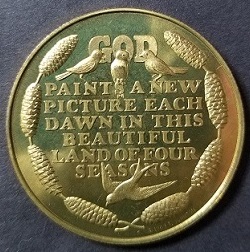 GOD
PAINTS A NEW
PICTURE EACH
DAWN IN THIS
BEAUTIFUL
LAND OF FOUR
SEASONS